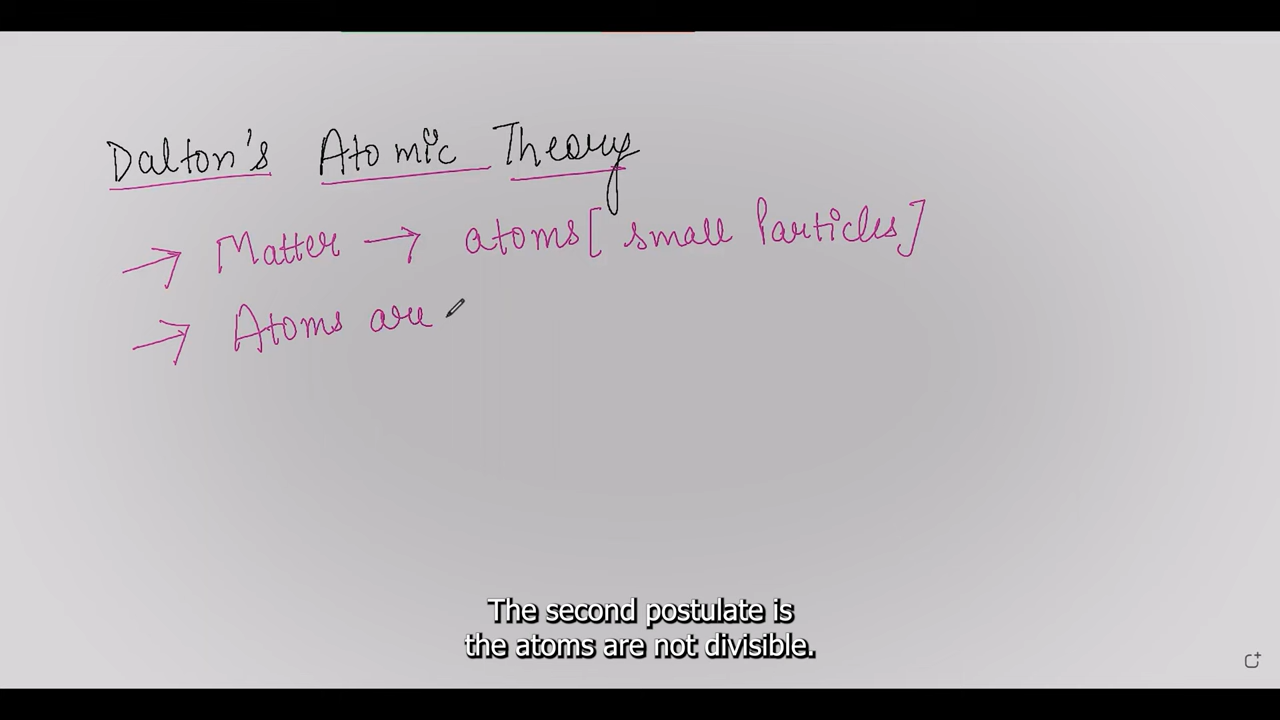 Dalton's Atomic Theory
→ Matter → atoms [small Particles]
→ Atoms are
The second postulate is
the atoms are not divisible.